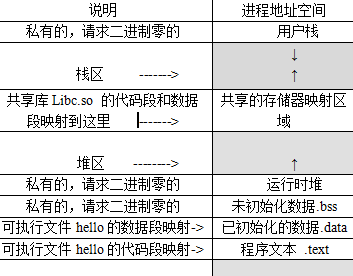 说明 进程地址空间
私有的，请求二进制零的 用户栈
↓
栈区 -------> ↑
共享库 Libc.so 的代码段和数据 共享的存储器映射区
段映射到这里 -------> 域
堆区 --------> ↑
私有的，请求二进制零的 运行时堆
私有的，请求二进制零的 未初始化数据.bss
可执行文件 hello 的数据段映射-> 已初始化的数据.data
可执行文件 hello 的代码段映射-> 程序文本 .text
->